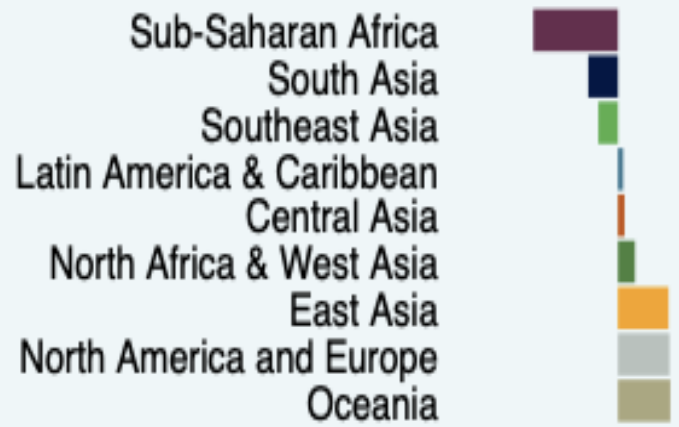 Sub-Saharan Africa
South Asia
Southeast Asia
Latin America & Caribbean
Central Asia
North Africa & West Asia
East Asia
North America and Europe
Oceania